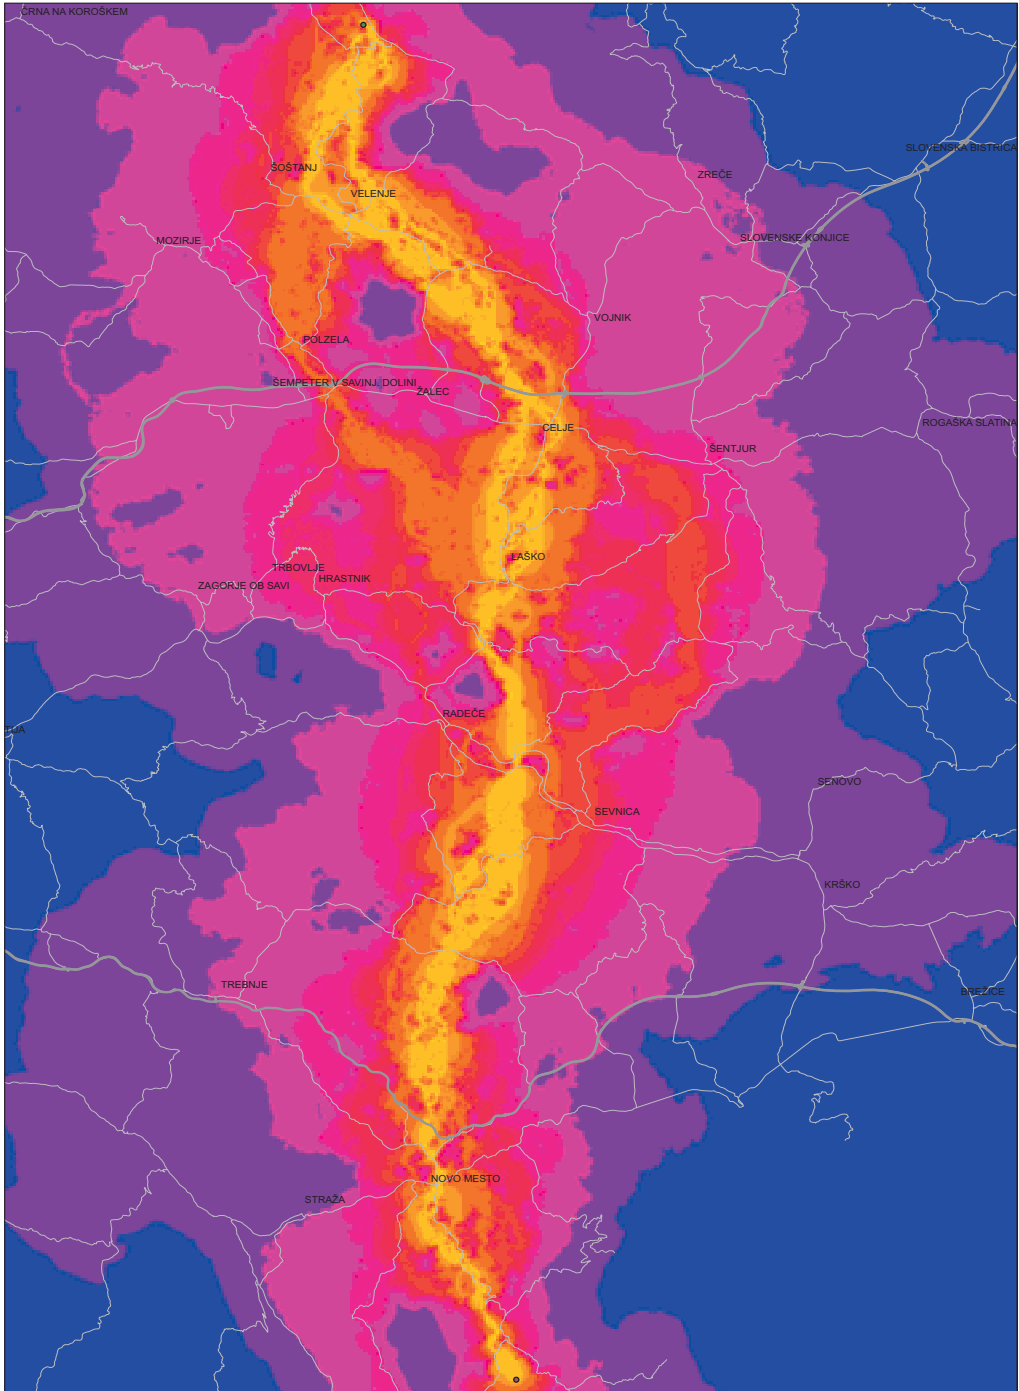 ČRNA NA KOROŠKEM
SLOVENSKA BISTRICA
ŠOŠTANJ
ZREČE
VELENJE
MOZIRJE
SLOVENSKE KONJICE
VOJNIK
POLZELA
ŠEMPETER V SAVINJ. DOLINI
ŽALEC
ROGAŠKA SLATINA
CELJE
ŠENTJUR
LAŠKO
TRBOVLJE
HRASTNIK
ZAGORJE OB SAVI
RADEČE
TIJA
SENOVO
SEVNICA
KRŠKO
TREBNJE
BREŽICE
NOVO MESTO
STRAŽA